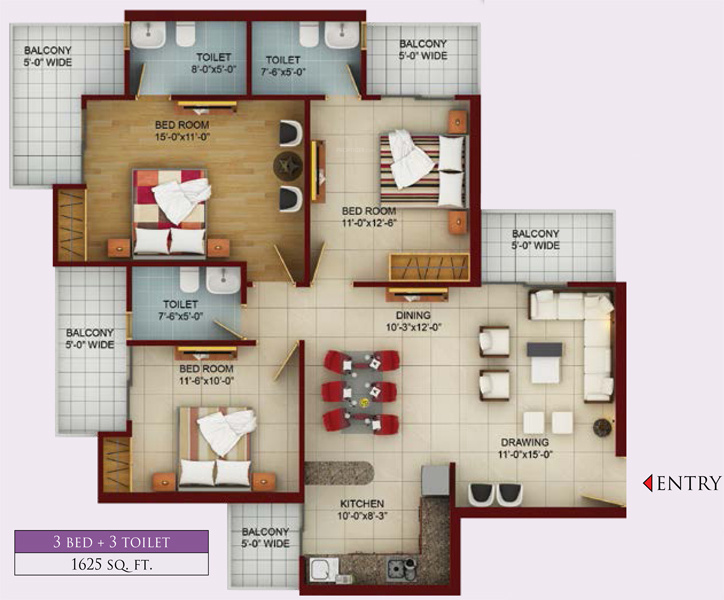 BALCONY
5'-0" WIDE
TOILET
8'-0"x5'-0"
TOILET
7'-6"x5'-0"
BALCONY
5'-0" WIDE
BED ROOM
15'-0"x11'-0"
BED ROOM
11'-0"x12'-6"
BALCONY
5'-0" WIDE
TOILET
7'-6"x5'-0"
BALCONY
5'-0" WIDE
DINING
10'-3"x12'-0"
BED ROOM
11'-6"x10'-0"
DRAWING
11'-0"x15'-0"
ENTRY
KITCHEN
10'-0"x8'-3"
BALCONY
5'-0" WIDE
3 BED + 3 TOILET
1625 SQ. FT.